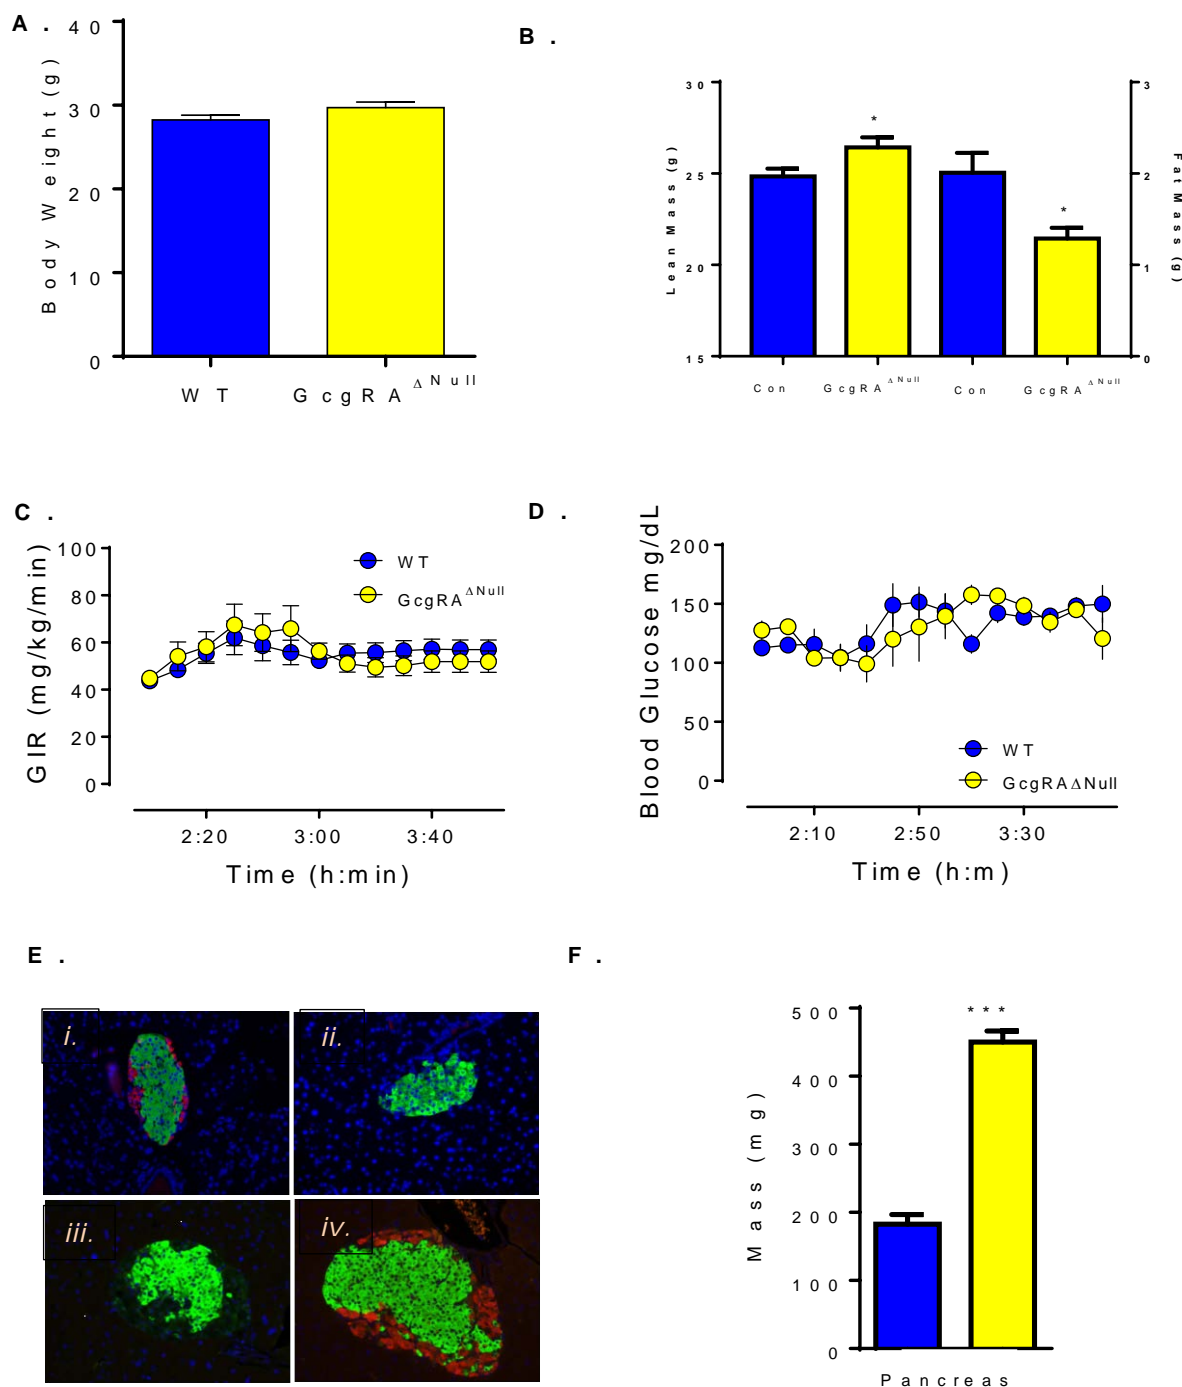 A .
Body Weight (g)
40
30
20
10
0
WT
GcgRA ΔNull
B .
Lean Mass (g)
30
25
20
15
*
*
3
2
1
0
Fat Mass (g)
Con
GcgRA ΔNull
Con
GcgRA ΔNull
C .
GIR (mg/kg/min)
100
80
60
40
20
0
WT
GcgRA ΔNull
2:20
3:00
3:40
Time (h:min)
D .
Blood Glucose mg/dL
200
150
100
50
0
WT
GcgRAΔNull
2:10
2:50
3:30
Time (h:m)
E .
i.
ii.
iii.
iv.
F .
Mass (mg)
500
400
300
200
100
0
***
Pancreas